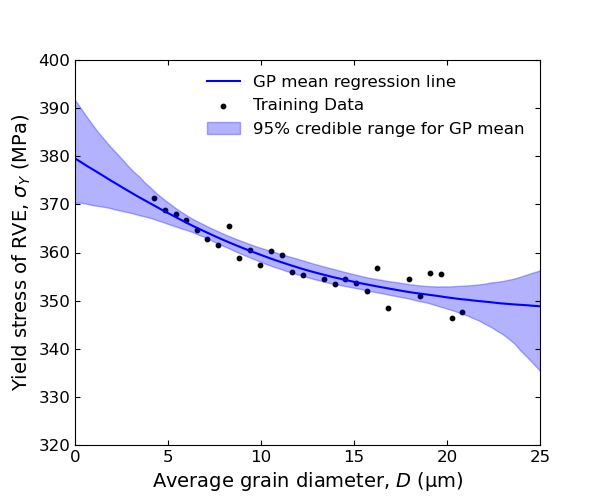 400
390
380
370
360
350
340
330
320
Yield stress of RVE, σ_Y (MPa)
GP mean regression line
Training Data
95% credible range for GP mean
0 5 10 15 20 25
Average grain diameter, D (μm)